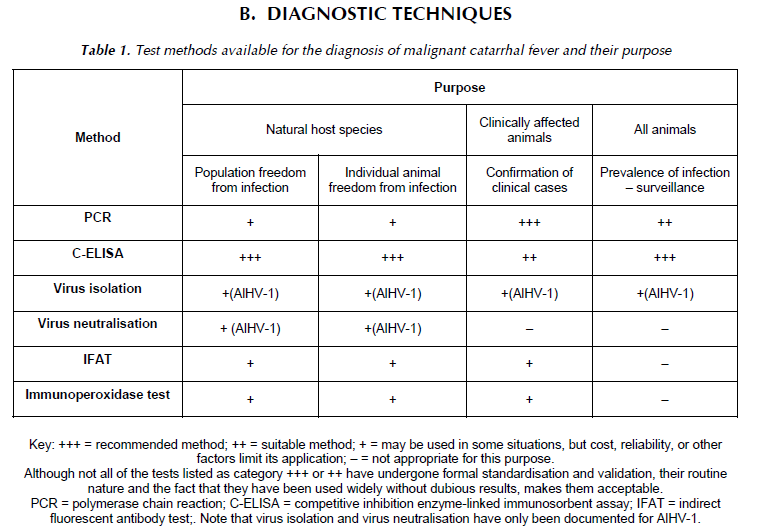 B. DIAGNOSTIC TECHNIQUES
Table 1. Test methods available for the diagnosis of malignant catarrhal fever and their purpose
Method
Purpose
Natural host species
Clinically affected
animals
All animals
Population freedom
from infection
Individual animal
freedom from infection
Confirmation of
clinical cases
Prevalence of infection
– surveillance
PCR + + +++ ++
C-ELISA +++ +++ ++ +++
Virus isolation +(AlHV-1) +(AlHV-1) +(AlHV-1) +(AlHV-1)
Virus neutralisation + (AlHV-1) +(AlHV-1) – –
IFAT + + + –
Immunoperoxidase test + + + –
Key: +++ = recommended method; ++ = suitable method; + = may be used in some situations, but cost, reliability, or other
factors limit its application; – = not appropriate for this purpose.
Although not all of the tests listed as category +++ or ++ have undergone formal standardisation and validation, their routine
nature and the fact that they have been used widely without dubious results, makes them acceptable.
PCR = polymerase chain reaction; C-ELISA = competitive inhibition enzyme-linked immunosorbent assay; IFAT = indirect
fluorescent antibody test;. Note that virus isolation and virus neutralisation have only been documented for AlHV-1.